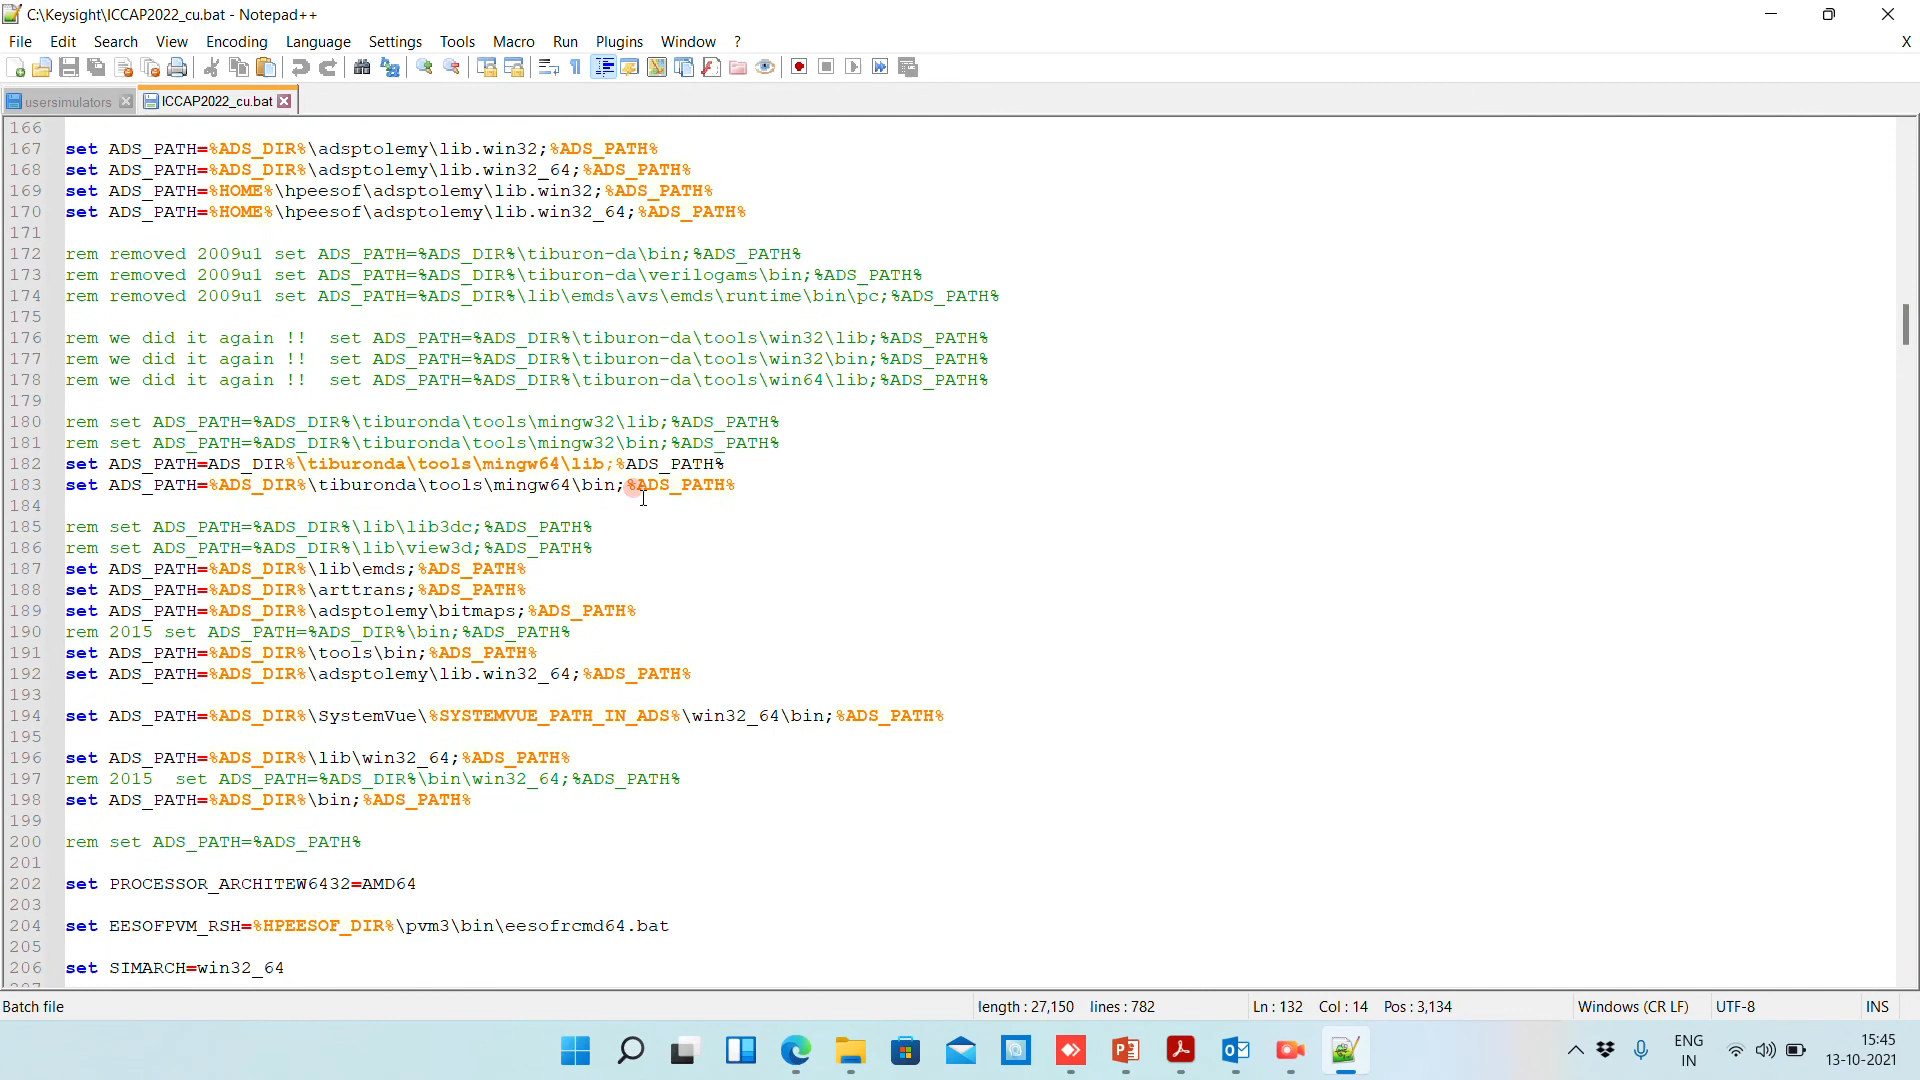 C:\Keysight\ICCAP2022_cu.bat - Notepad++
File Edit Search View Encoding Language Settings Tools Macro Run Plugins Window ? X
usersimulators ICCAP2022_cu.bat
166
167 set ADS_PATH=%ADS_DIR%\adsptolemy\lib.win32;%ADS_PATH%
168 set ADS_PATH=%ADS_DIR%\adsptolemy\lib.win32_64;%ADS_PATH%
169 set ADS_PATH=%HOME%\hpeesof\adsptolemy\lib.win32;%ADS_PATH%
170 set ADS_PATH=%HOME%\hpeesof\adsptolemy\lib.win32_64;%ADS_PATH%
171
172 rem removed 2009u1 set ADS_PATH=%ADS_DIR%\tiburon-da\bin;%ADS_PATH%
173 rem removed 2009u1 set ADS_PATH=%ADS_DIR%\tiburon-da\verilogams\bin;%ADS_PATH%
174 rem removed 2009u1 set ADS_PATH=%ADS_DIR%\lib\emds\avs\emds\runtime\bin\pc;%ADS_PATH%
175
176 rem we did it again !!  set ADS_PATH=%ADS_DIR%\tiburon-da\tools\win32\lib;%ADS_PATH%
177 rem we did it again !!  set ADS_PATH=%ADS_DIR%\tiburon-da\tools\win32\bin;%ADS_PATH%
178 rem we did it again !!  set ADS_PATH=%ADS_DIR%\tiburon-da\tools\win64\lib;%ADS_PATH%
179
180 rem set ADS_PATH=%ADS_DIR%\tiburonda\tools\mingw32\lib;%ADS_PATH%
181 rem set ADS_PATH=%ADS_DIR%\tiburonda\tools\mingw32\bin;%ADS_PATH%
182 set ADS_PATH=ADS_DIR%\tiburonda\tools\mingw64\lib;%ADS_PATH%
183 set ADS_PATH=%ADS_DIR%\tiburonda\tools\mingw64\bin;%ADS_PATH%
184
185 rem set ADS_PATH=%ADS_DIR%\lib\lib3dc;%ADS_PATH%
186 rem set ADS_PATH=%ADS_DIR%\lib\view3d;%ADS_PATH%
187 set ADS_PATH=%ADS_DIR%\lib\emds;%ADS_PATH%
188 set ADS_PATH=%ADS_DIR%\arttrans;%ADS_PATH%
189 set ADS_PATH=%ADS_DIR%\adsptolemy\bitmaps;%ADS_PATH%
190 rem 2015 set ADS_PATH=%ADS_DIR%\bin;%ADS_PATH%
191 set ADS_PATH=%ADS_DIR%\tools\bin;%ADS_PATH%
192 set ADS_PATH=%ADS_DIR%\adsptolemy\lib.win32_64;%ADS_PATH%
193
194 set ADS_PATH=%ADS_DIR%\SystemVue\%SYSTEMVUE_PATH_IN_ADS%\win32_64\bin;%ADS_PATH%
195
196 set ADS_PATH=%ADS_DIR%\lib\win32_64;%ADS_PATH%
197 rem 2015  set ADS_PATH=%ADS_DIR%\bin\win32_64;%ADS_PATH%
198 set ADS_PATH=%ADS_DIR%\bin;%ADS_PATH%
199
200 rem set ADS_PATH=%ADS_PATH%
201
202 set PROCESSOR_ARCHITEW6432=AMD64
203
204 set EESOFPVM_RSH=%HPEESOF_DIR%\pvm3\bin\eesofrcmd64.bat
205
206 set SIMARCH=win32_64
Batch file length : 27,150 lines : 782 Ln : 132 Col : 14 Pos : 3,134 Windows (CR LF) UTF-8 INS
ENG 15:45
IN 13-10-2021